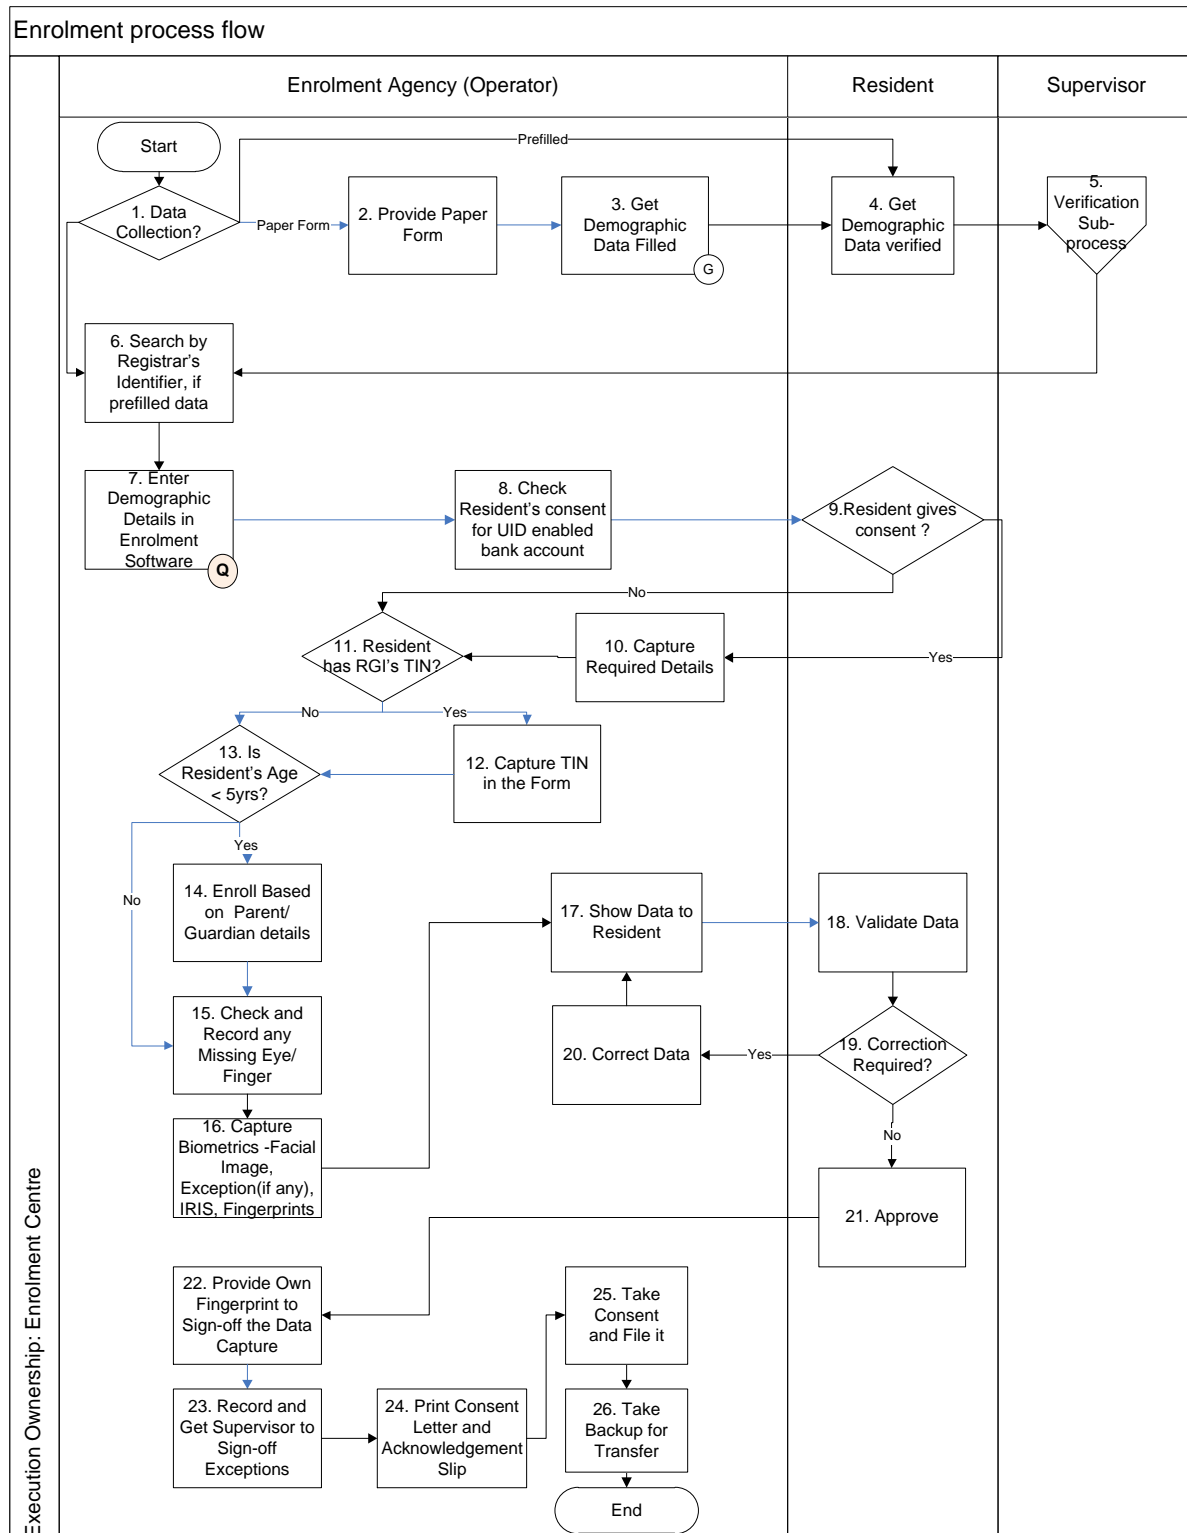 Enrolment process flow
Enrolment Agency (Operator)
Resident
Supervisor
Start
Prefilled
1. Data
Collection?
Paper Form
2. Provide Paper
Form
3. Get
Demographic
Data Filled
G
4. Get
Demographic
Data verified
5.
Verification
Sub-
process
6. Search by
Registrar's
Identifier, if
prefilled data
7. Enter
Demographic
Details in
Enrolment
Software
Q
8. Check
Resident's consent
for UID enabled
bank account
9.Resident gives
consent ?
No
Yes
10. Capture
Required Details
11. Resident
has RGI's TIN?
No
Yes
12. Capture TIN
in the Form
13. Is
Resident's Age
< 5yrs?
Yes
No
14. Enroll Based
on Parent/
Guardian details
15. Check and
Record any
Missing Eye/
Finger
16. Capture
Biometrics -Facial
Image,
Exception(if any),
IRIS, Fingerprints
17. Show Data to
Resident
18. Validate Data
19. Correction
Required?
Yes
20. Correct Data
No
21. Approve
22. Provide Own
Fingerprint to
Sign-off the Data
Capture
23. Record and
Get Supervisor to
Sign-off
Exceptions
24. Print Consent
Letter and
Acknowledgement
Slip
25. Take
Consent
and File it
26. Take
Backup for
Transfer
End
Execution Ownership: Enrolment Centre